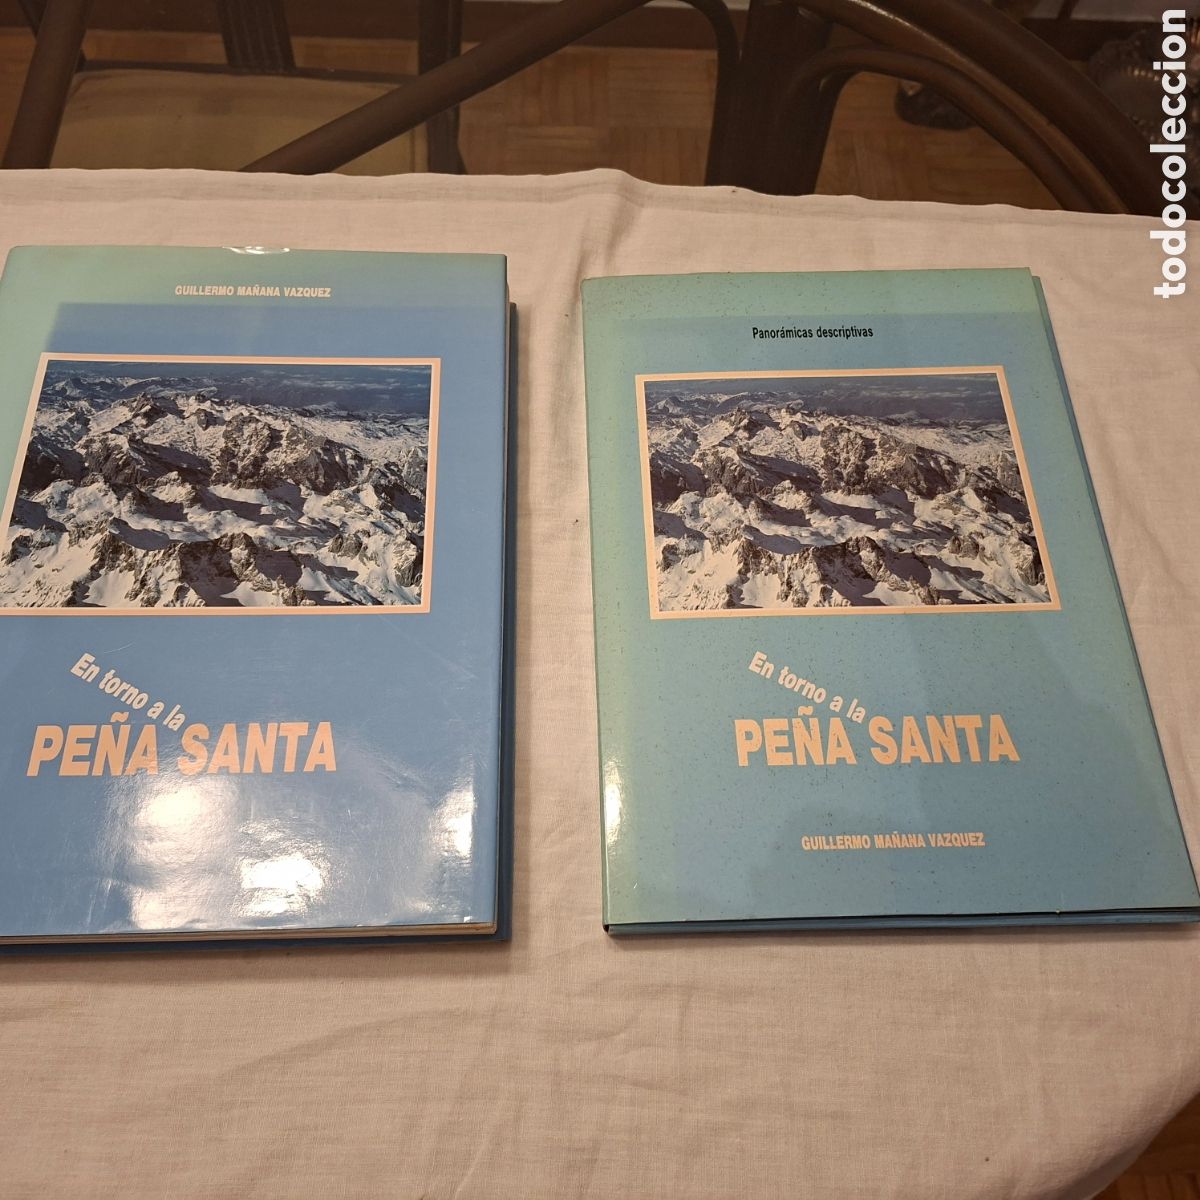 GUILLERMO MAÑANA VAZQUEZ
En torno a la
PEÑA SANTA
Panorámicas descriptivas
En torno a la
PEÑA SANTA
GUILLERMO MAÑANA VAZQUEZ
todocoleccion